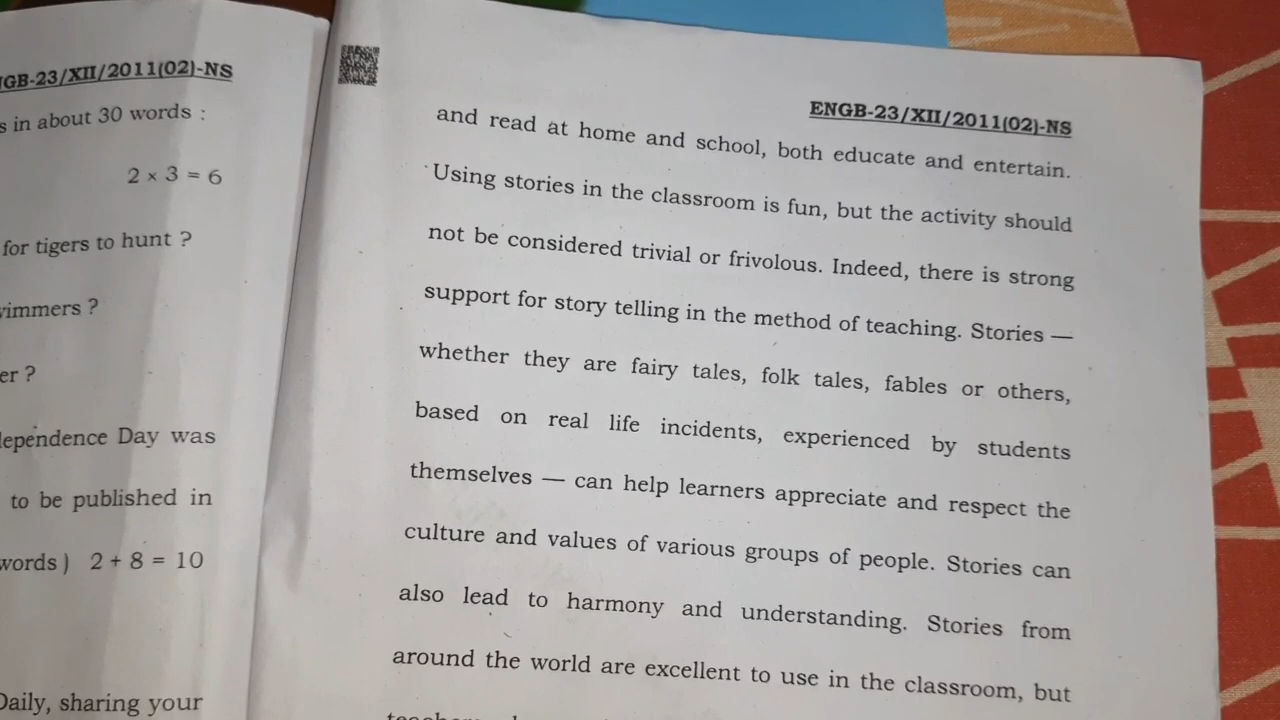 ENGB-23/XII/2011(02)-NS
in about 30 words :
2 × 3 = 6
for tigers to hunt ?
?
?
Day was
to be published in
words ) 2 + 8 = 10
Daily, sharing your
ENGB-23/XII/2011(02)-NS
and read at home and school, both educate and entertain.
Using stories in the classroom is fun, but the activity should
not be considered trivial or frivolous. Indeed, there is strong
support for story telling in the method of teaching. Stories —
whether they are fairy tales, folk tales, fables or others,
based on real life incidents, experienced by students
themselves — can help learners appreciate and respect the
culture and values of various groups of people. Stories can
also lead to harmony and understanding. Stories from
around the world are excellent to use in the classroom, but